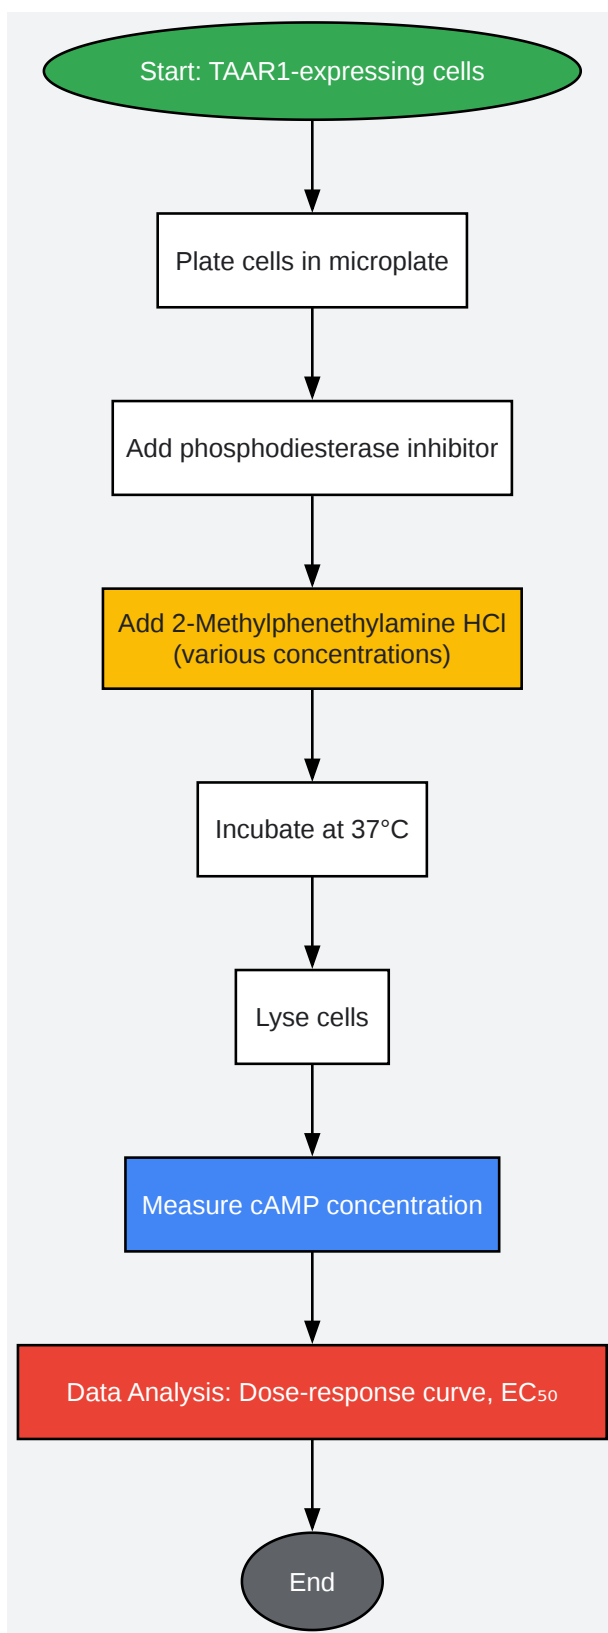 Start: TAAR1-expressing cells
Plate cells in microplate
Add phosphodiesterase inhibitor
Add 2-Methylphenethylamine HCl
(various concentrations)
Incubate at 37°C
Lyse cells
Measure cAMP concentration
Data Analysis: Dose-response curve, EC₅₀
End